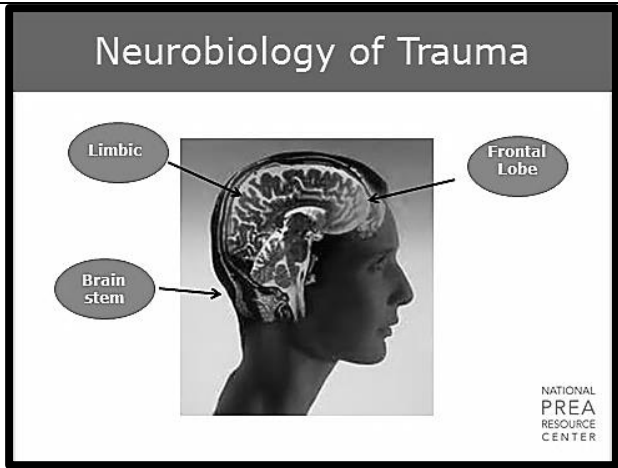 Neurobiology of Trauma
Limbic
Frontal
Lobe
Brain
stem
NATIONAL
PREA
RESOURCE
CENTER